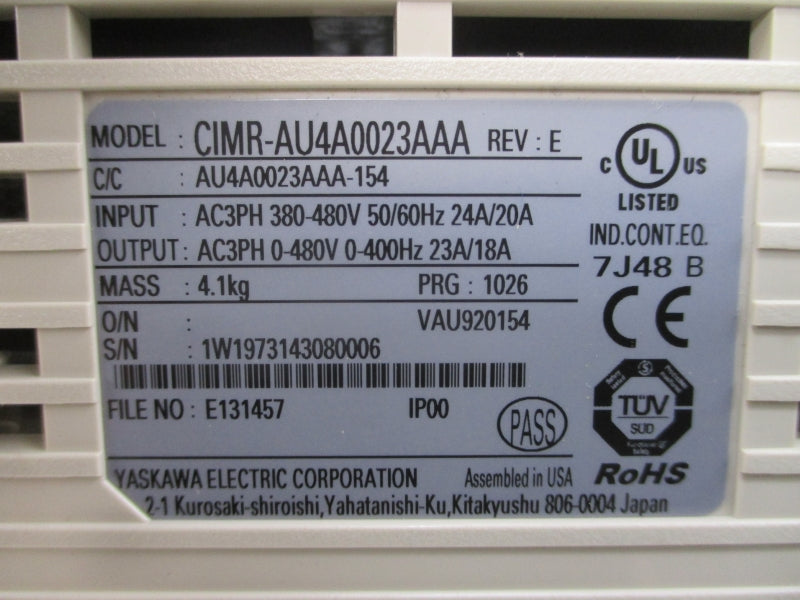 MODEL : CIMR-AU4A0023AAA REV : E
C/C : AU4A0023AAA-154
INPUT : AC3PH 380-480V 50/60Hz 24A/20A
OUTPUT : AC3PH 0-480V 0-400Hz 23A/18A
MASS : 4.1kg PRG : 1026
O/N : VAU920154
S/N : 1W1973143080006
FILE NO : E131457 IP00
PASS
YASKAWA ELECTRIC CORPORATION Assembled in USA
2-1 Kurosaki-shiroishi,Yahatanishi-Ku,Kitakyushu 806-0004 Japan
C UL US
LISTED
IND.CONT.EQ.
7J48 B
CE
TÜV
SÜD
RoHS